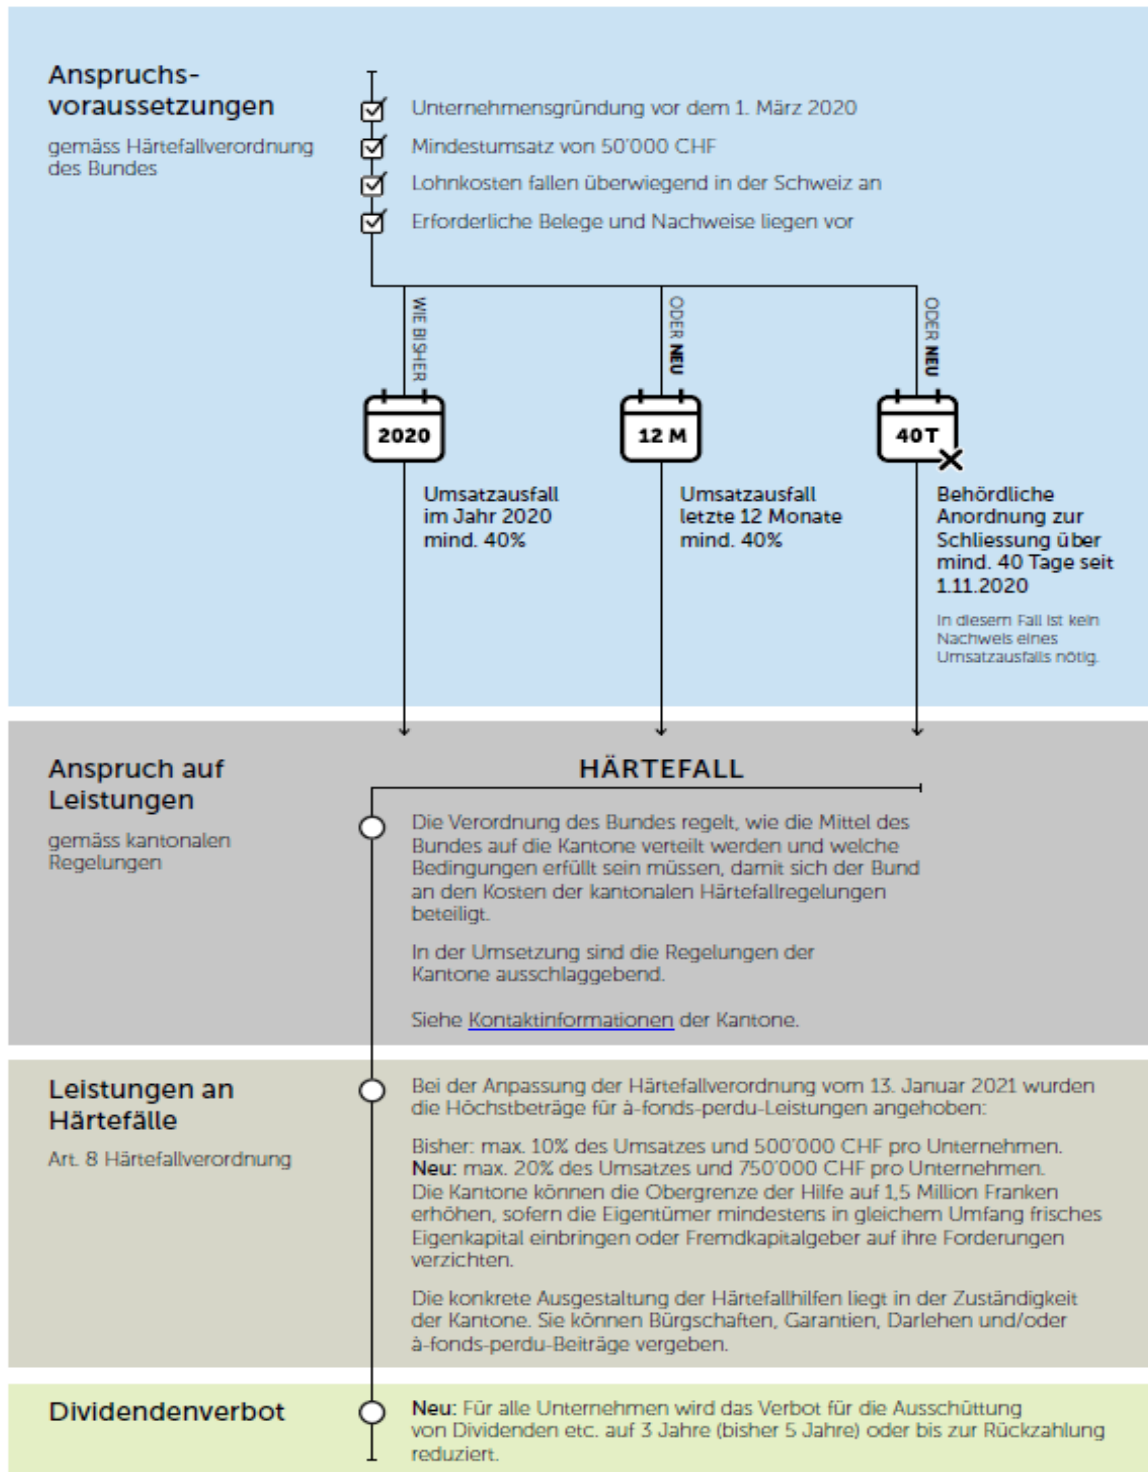 Anspruchs-
voraussetzungen
gemäss Härtefallverordnung
des Bundes
Unternehmensgründung vor dem 1. März 2020
Mindestumsatz von 50'000 CHF
Lohnkosten fallen überwiegend in der Schweiz an
Erforderliche Belege und Nachweise liegen vor
WIE BISHER
2020
Umsatzausfall
im Jahr 2020
mind. 40%
ODER NEU
12 M
Umsatzausfall
letzte 12 Monate
mind. 40%
ODER NEU
40 T
Behördliche
Anordnung zur
Schliessung über
mind. 40 Tage seit
1.11.2020
In diesem Fall ist kein
Nachweis eines
Umsatzausfalls nötig.
Anspruch auf
Leistungen
gemäss kantonalen
Regelungen
HÄRTEFALL
Die Verordnung des Bundes regelt, wie die Mittel des
Bundes auf die Kantone verteilt werden und welche
Bedingungen erfüllt sein müssen, damit sich der Bund
an den Kosten der kantonalen Härtefallregelungen
beteiligt.
In der Umsetzung sind die Regelungen der
Kantone ausschlaggebend.
Siehe Kontaktinformationen der Kantone.
Leistungen an
Härtefälle
Art. 8 Härtefallverordnung
Bei der Anpassung der Härtefallverordnung vom 13. Januar 2021 wurden
die Höchstbeträge für à-fonds-perdu-Leistungen angehoben:
Bisher: max. 10% des Umsatzes und 500'000 CHF pro Unternehmen.
Neu: max. 20% des Umsatzes und 750'000 CHF pro Unternehmen.
Die Kantone können die Obergrenze der Hilfe auf 1,5 Million Franken
erhöhen, sofern die Eigentümer mindestens in gleichem Umfang frisches
Eigenkapital einbringen oder Fremdkapitalgeber auf ihre Forderungen
verzichten.
Die konkrete Ausgestaltung der Härtefallhilfen liegt in der Zuständigkeit
der Kantone. Sie können Bürgschaften, Garantien, Darlehen und/oder
à-fonds-perdu-Beiträge vergeben.
Dividendenverbot
Neu: Für alle Unternehmen wird das Verbot für die Ausschüttung
von Dividenden etc. auf 3 Jahre (bisher 5 Jahre) oder bis zur Rückzahlung
reduziert.